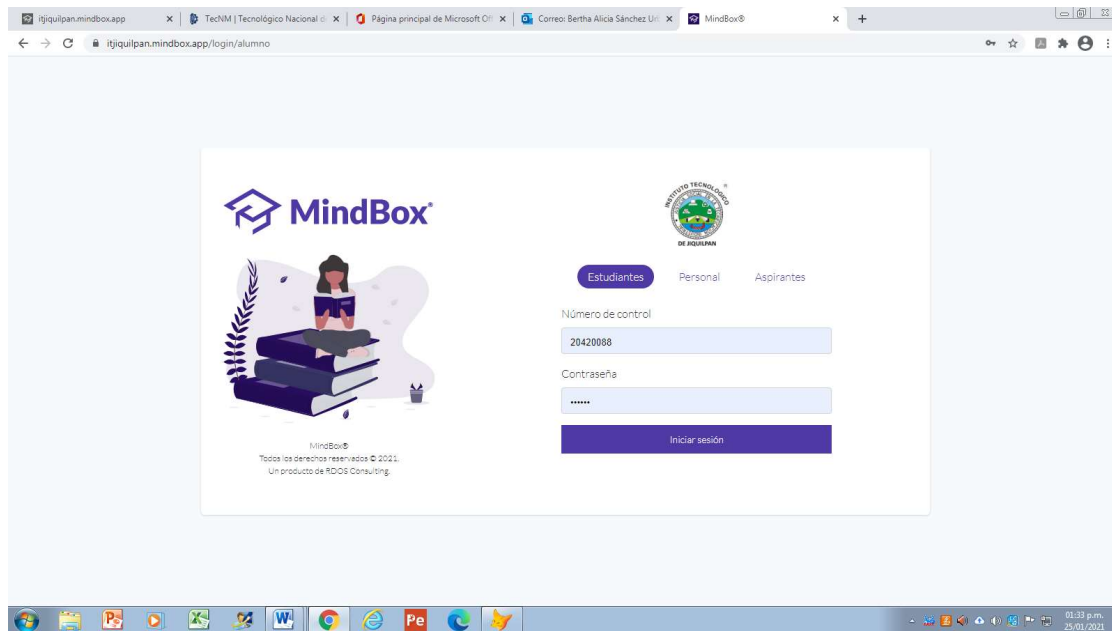 itjiquilpan.mindbox.app
TecNM | Tecnológico Nacional d
Página principal de Microsoft Of
Correo: Bertha Alicia Sánchez Ur
MindBox®
itjiquilpan.mindbox.app/login/alumno
MindBox®
INSTITUTO TECNOLOGICO
DE JIQUILPAN
Estudiantes
Personal
Aspirantes
Número de control
20420088
Contraseña
••••••
Iniciar sesión
MindBox®
Todos los derechos reservados © 2021.
Un producto de RDOS Consulting.
Pe
01:33 p.m.
25/01/2021